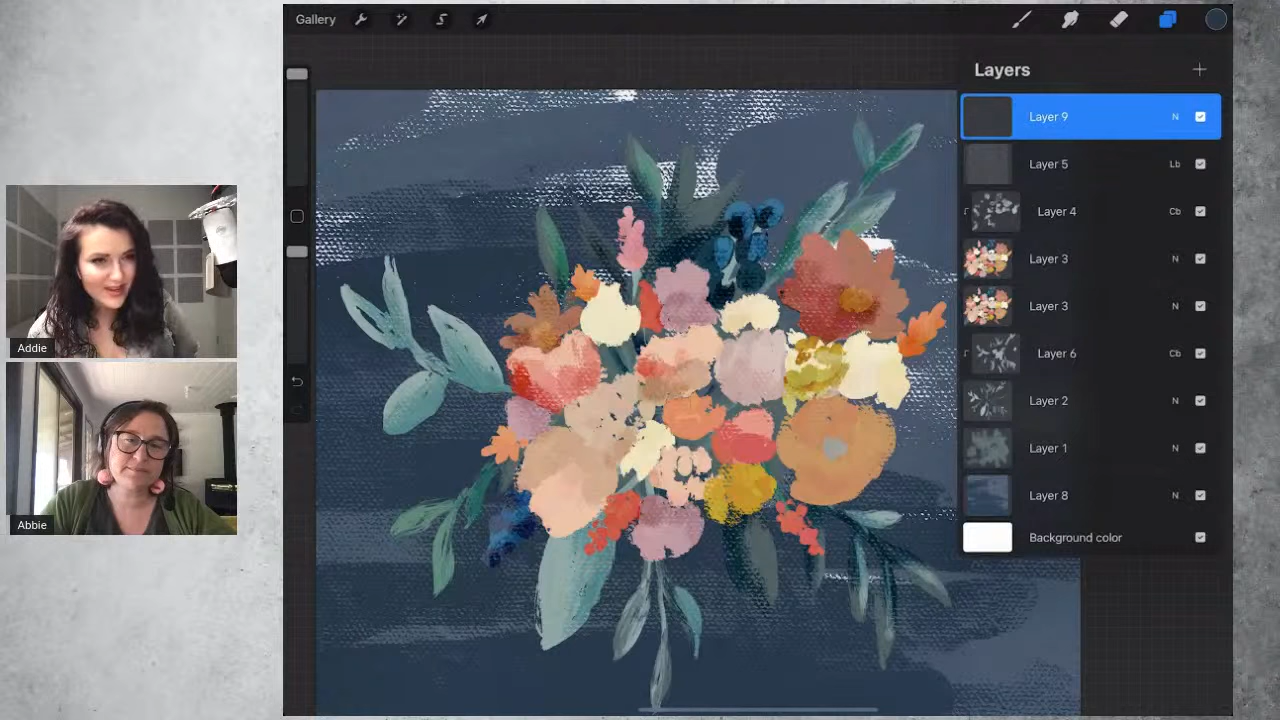 Gallery
Layers
Layer 9 N
Layer 5 Lb
Layer 4 Cb
Layer 3 N
Layer 3 N
Layer 6 Cb
Layer 2 N
Layer 1 N
Layer 8 N
Background color
Addie
Abbie